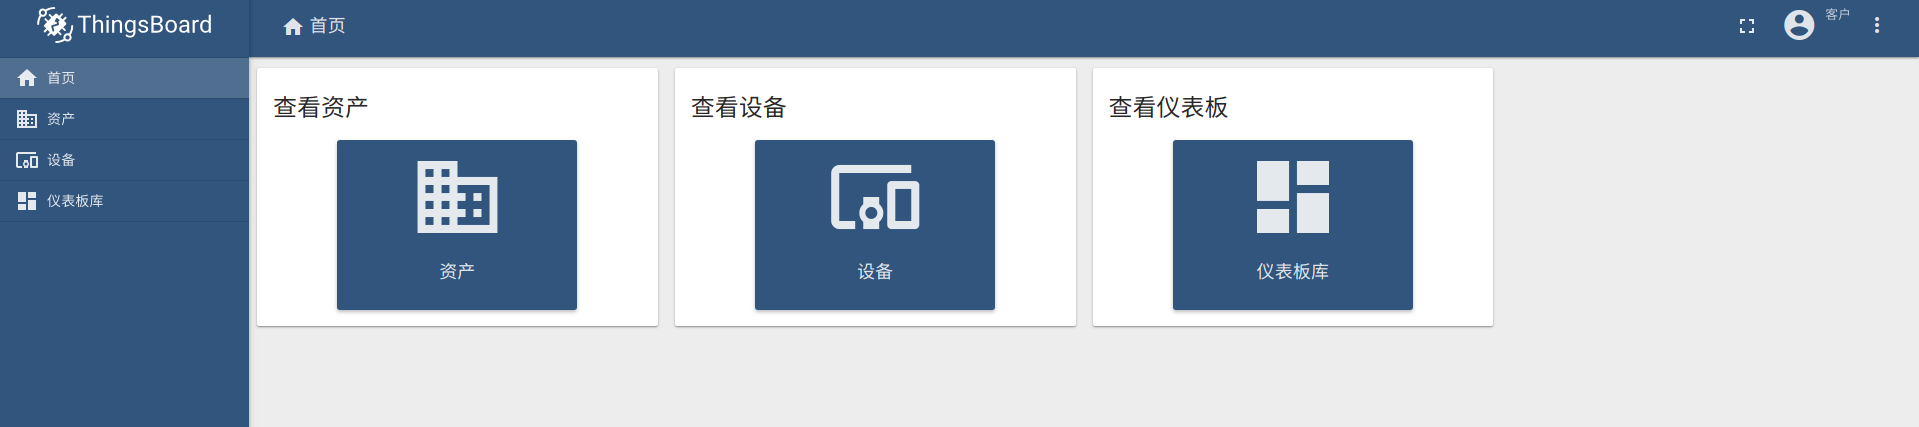 ThingsBoard
首页
客户
首页
资产
设备
仪表板库
查看资产
资产
查看设备
设备
查看仪表板
仪表板库